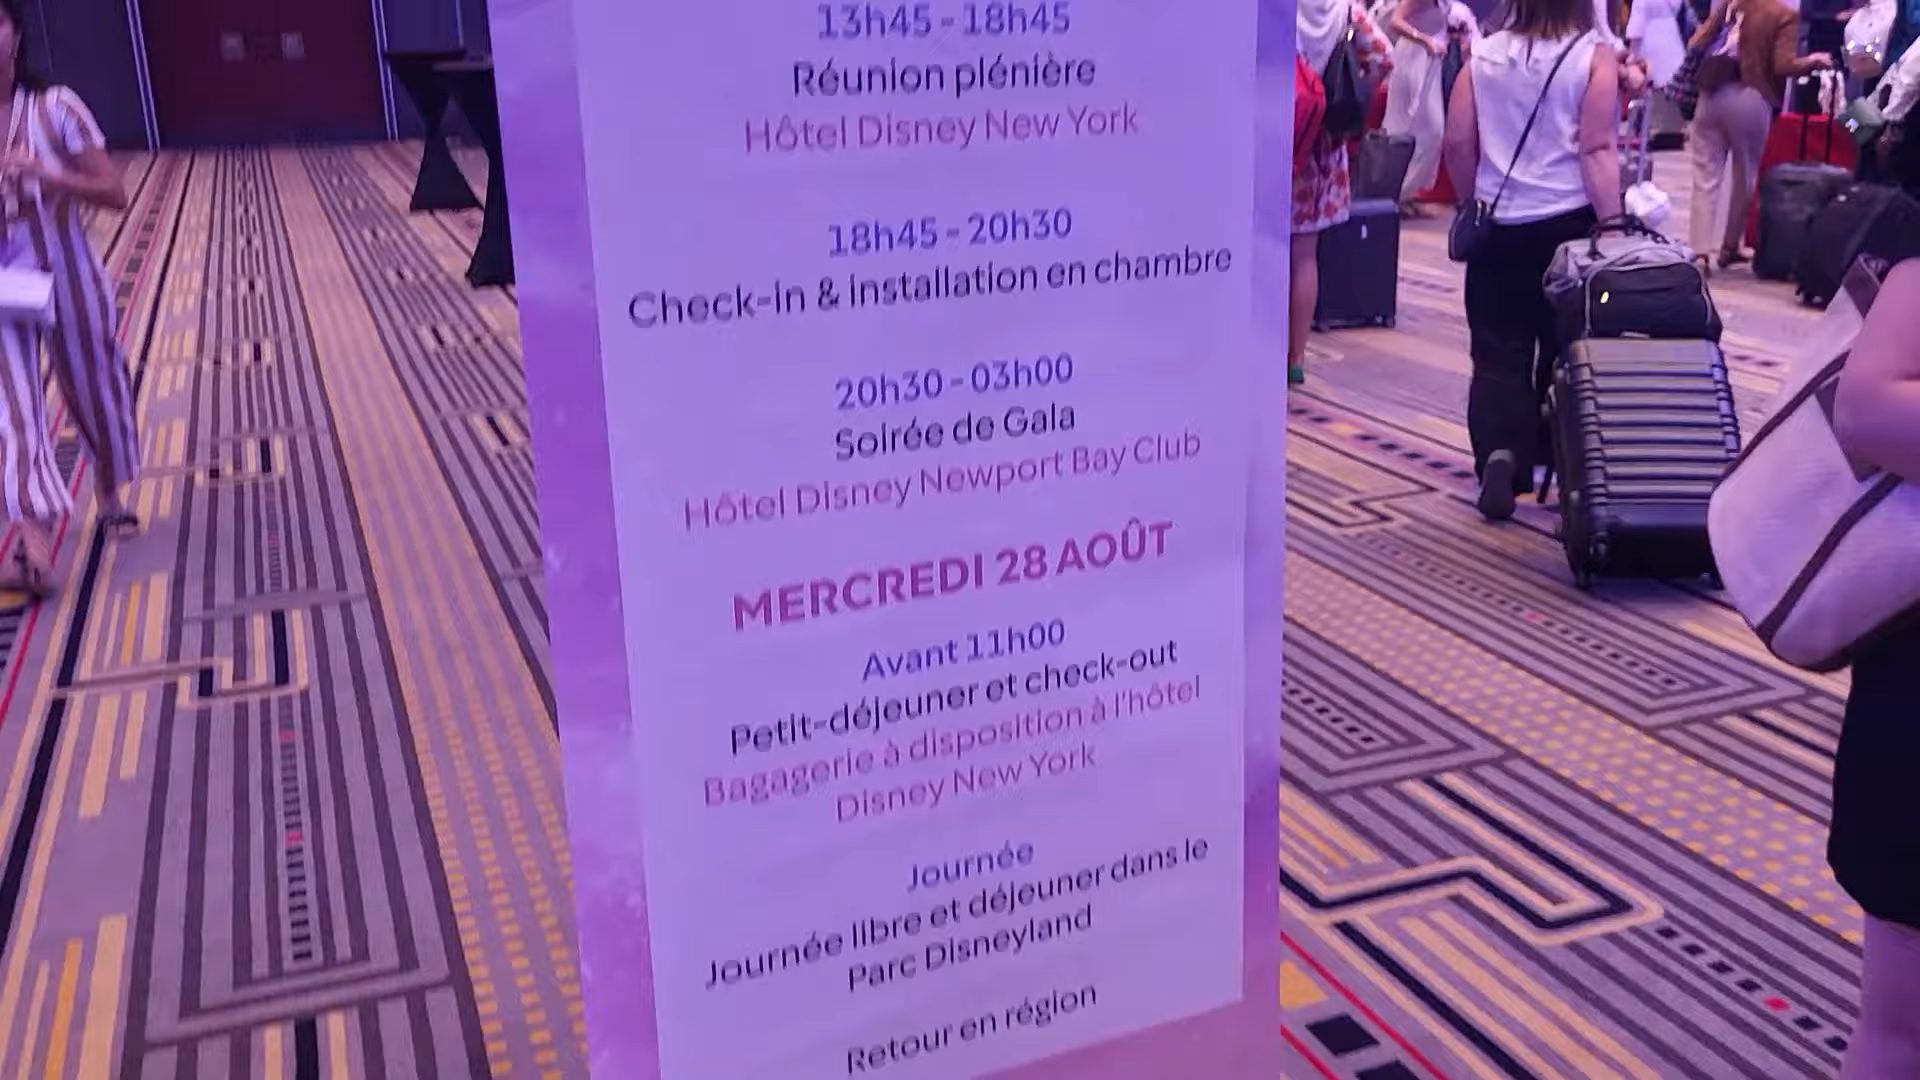 13h45 - 18h45
Réunion plénière
Hôtel Disney New York
18h45 - 20h30
Check-in & installation en chambre
20h30 - 03h00
Soirée de Gala
Hôtel Disney Newport Bay Club
MERCREDI 28 AOÛT
Avant 11h00
Petit-déjeuner et check-out
Bagagerie à disposition à l'hôtel
Disney New York
Journée
Journée libre et déjeuner dans le
Parc Disneyland
Retour en région